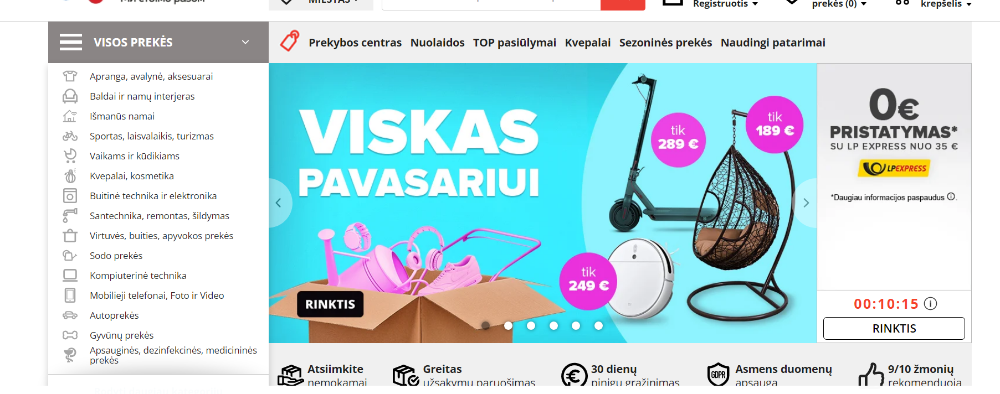 MIESTAS
Registruotis
prekės (0)
krepšelis
VISOS PREKĖS
Prekybos centras Nuolaidos TOP pasiūlymai Kvepalai Sezoninės prekės Naudingi patarimai
Apranga, avalynė, aksesuarai
Baldai ir namų interjeras
Išmanūs namai
Sportas, laisvalaikis, turizmas
Vaikams ir kūdikiams
Kvepalai, kosmetika
Buitinė technika ir elektronika
Santechnika, remontas, šildymas
Virtuvės, buities, apyvokos prekės
Sodo prekės
Kompiuterinė technika
Mobilieji telefonai, Foto ir Video
Autoprekės
Gyvūnų prekės
Apsauginės, dezinfekcinės, medicininės
prekės
VISKAS
PAVASARIUI
RINKTIS
tik
289 €
tik
189 €
tik
249 €
0€
PRISTATYMAS*
SU LP EXPRESS NUO 35 €
LP EXPRESS
*Daugiau informacijos paspaudus ⓘ.
00:10:15
RINKTIS
Atsiimkite
nemokamai
Greitas
užsakymų paruošimas
30 dienų
pinigų grąžinimas
GDPR
Asmens duomenų
apsauga
9/10 žmonių
rekomenduoja